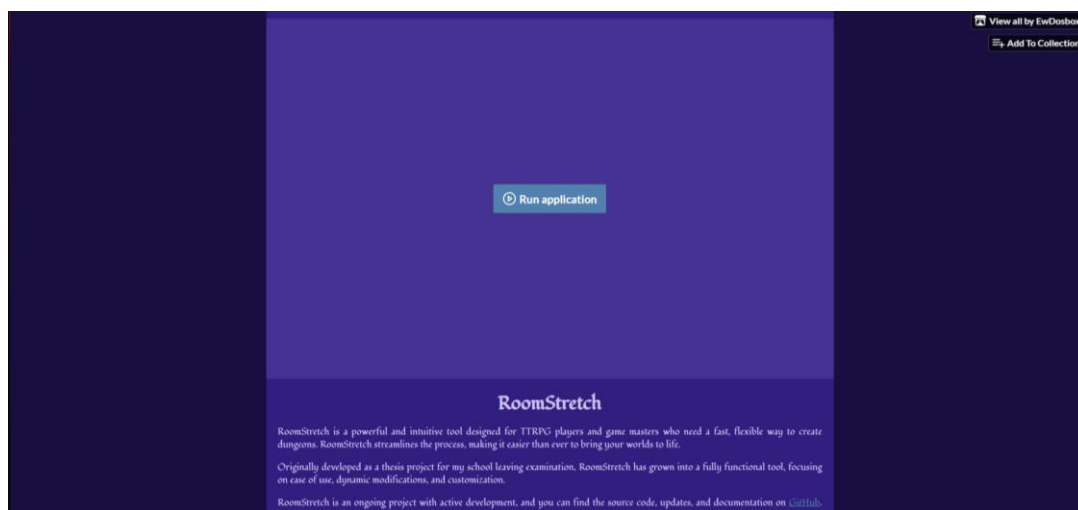 View all by EwDosbox
Add To Collection
Run application
RoomStretch
RoomStretch is a powerful and intuitive tool designed for TTRPG players and game masters who need a fast, flexible way to create
dungeons. RoomStretch streamlines the process, making it easier than ever to bring your worlds to life.
Originally developed as a thesis project for my school leaving examination, RoomStretch has grown into a fully functional tool, focusing
on ease of use, dynamic modifications, and customization.
RoomStretch is an ongoing project with active development, and you can find the source code, updates, and documentation on GitHub.